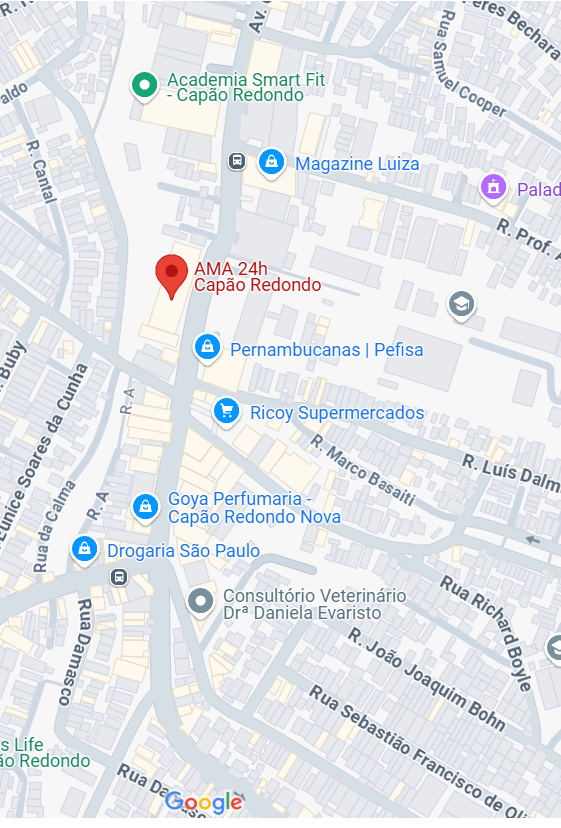 Av.
eres Bechara
Rua Samuel Cooper
Academia Smart Fit
- Capão Redondo
aldo
R. Cantal
Magazine Luiza
Palad
R. Prof. A
AMA 24h
Capão Redondo
Pernambucanas | Pefisa
Buby
Eunice Soares da Cunha
R. A
Ricoy Supermercados
R. Marco Basaiti
R. Luís Dalm
Rua da Calma
R. A
Goya Perfumaria -
Capão Redondo Nova
Drogaria São Paulo
Consultório Veterinário
Drª Daniela Evaristo
Rua Richard Boyle
Rua Damasco
R. João Joaquim Bohn
Rua Sebastião Francisco de Oli
s Life
ão Redondo
Rua Da
Google